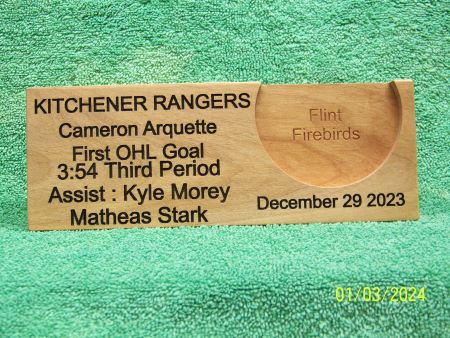 KITCHENER RANGERS
Cameron Arquette
First OHL Goal
3:54 Third Period
Assist : Kyle Morey
Matheas Stark
Flint
Firebirds
December 29 2023
01/03/2024